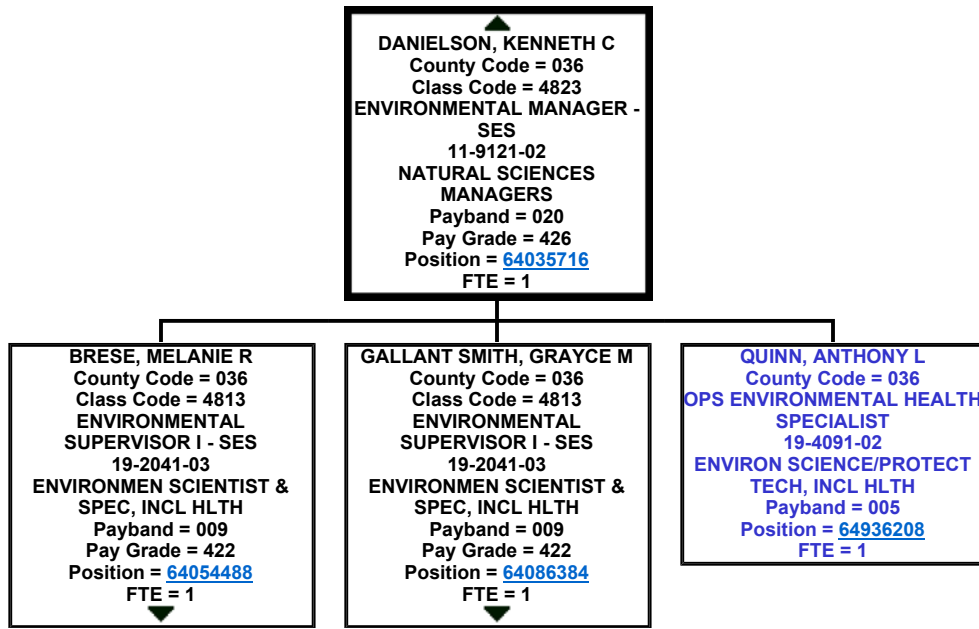 DANIELSON, KENNETH C
County Code = 036
Class Code = 4823
ENVIRONMENTAL MANAGER -
SES
11-9121-02
NATURAL SCIENCES
MANAGERS
Payband = 020
Pay Grade = 426
Position = 64035716
FTE = 1
BRESE, MELANIE R
County Code = 036
Class Code = 4813
ENVIRONMENTAL
SUPERVISOR I - SES
19-2041-03
ENVIRONMEN SCIENTIST &
SPEC, INCL HLTH
Payband = 009
Pay Grade = 422
Position = 64054488
FTE = 1
GALLANT SMITH, GRAYCE M
County Code = 036
Class Code = 4813
ENVIRONMENTAL
SUPERVISOR I - SES
19-2041-03
ENVIRONMEN SCIENTIST &
SPEC, INCL HLTH
Payband = 009
Pay Grade = 422
Position = 64086384
FTE = 1
QUINN, ANTHONY L
County Code = 036
OPS ENVIRONMENTAL HEALTH
SPECIALIST
19-4091-02
ENVIRON SCIENCE/PROTECT
TECH, INCL HLTH
Payband = 005
Position = 64936208
FTE = 1